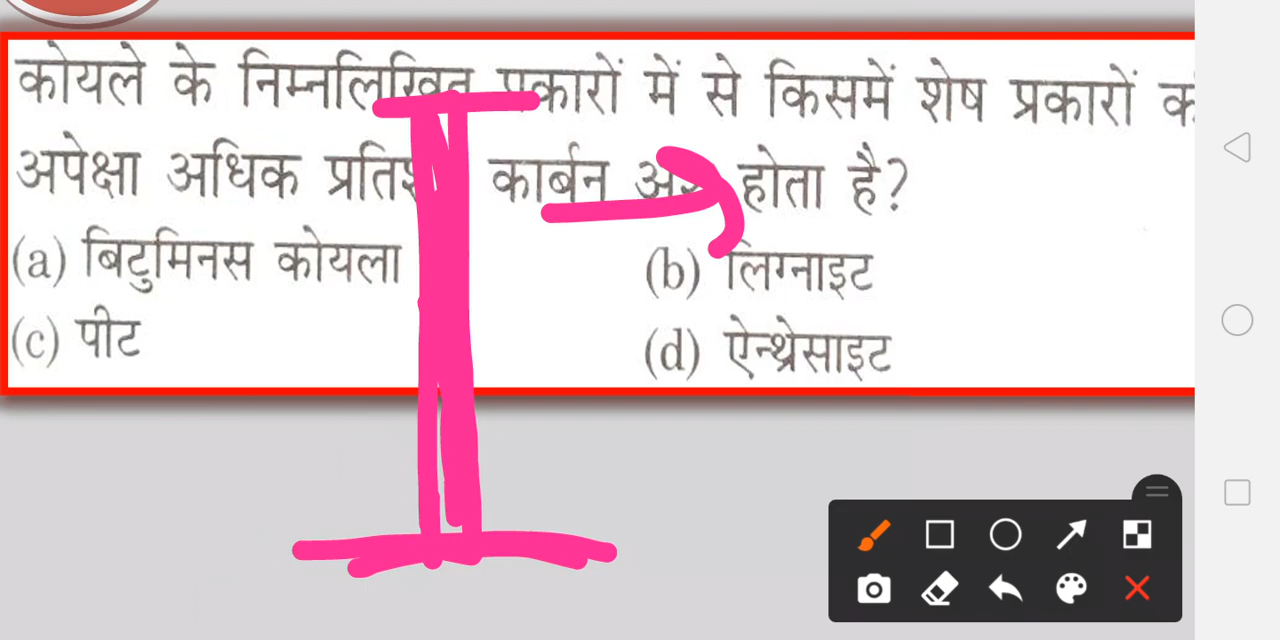 कोयले के निम्नलिखित प्रकारों में से किसमें शेष प्रकारों
अपेक्षा अधिक कार्बन होता है?
(a) बिटुमिनस कोयला
(b) लिग्नाइट
(c) पीट
(d) ऐन्थ्रेसाइट